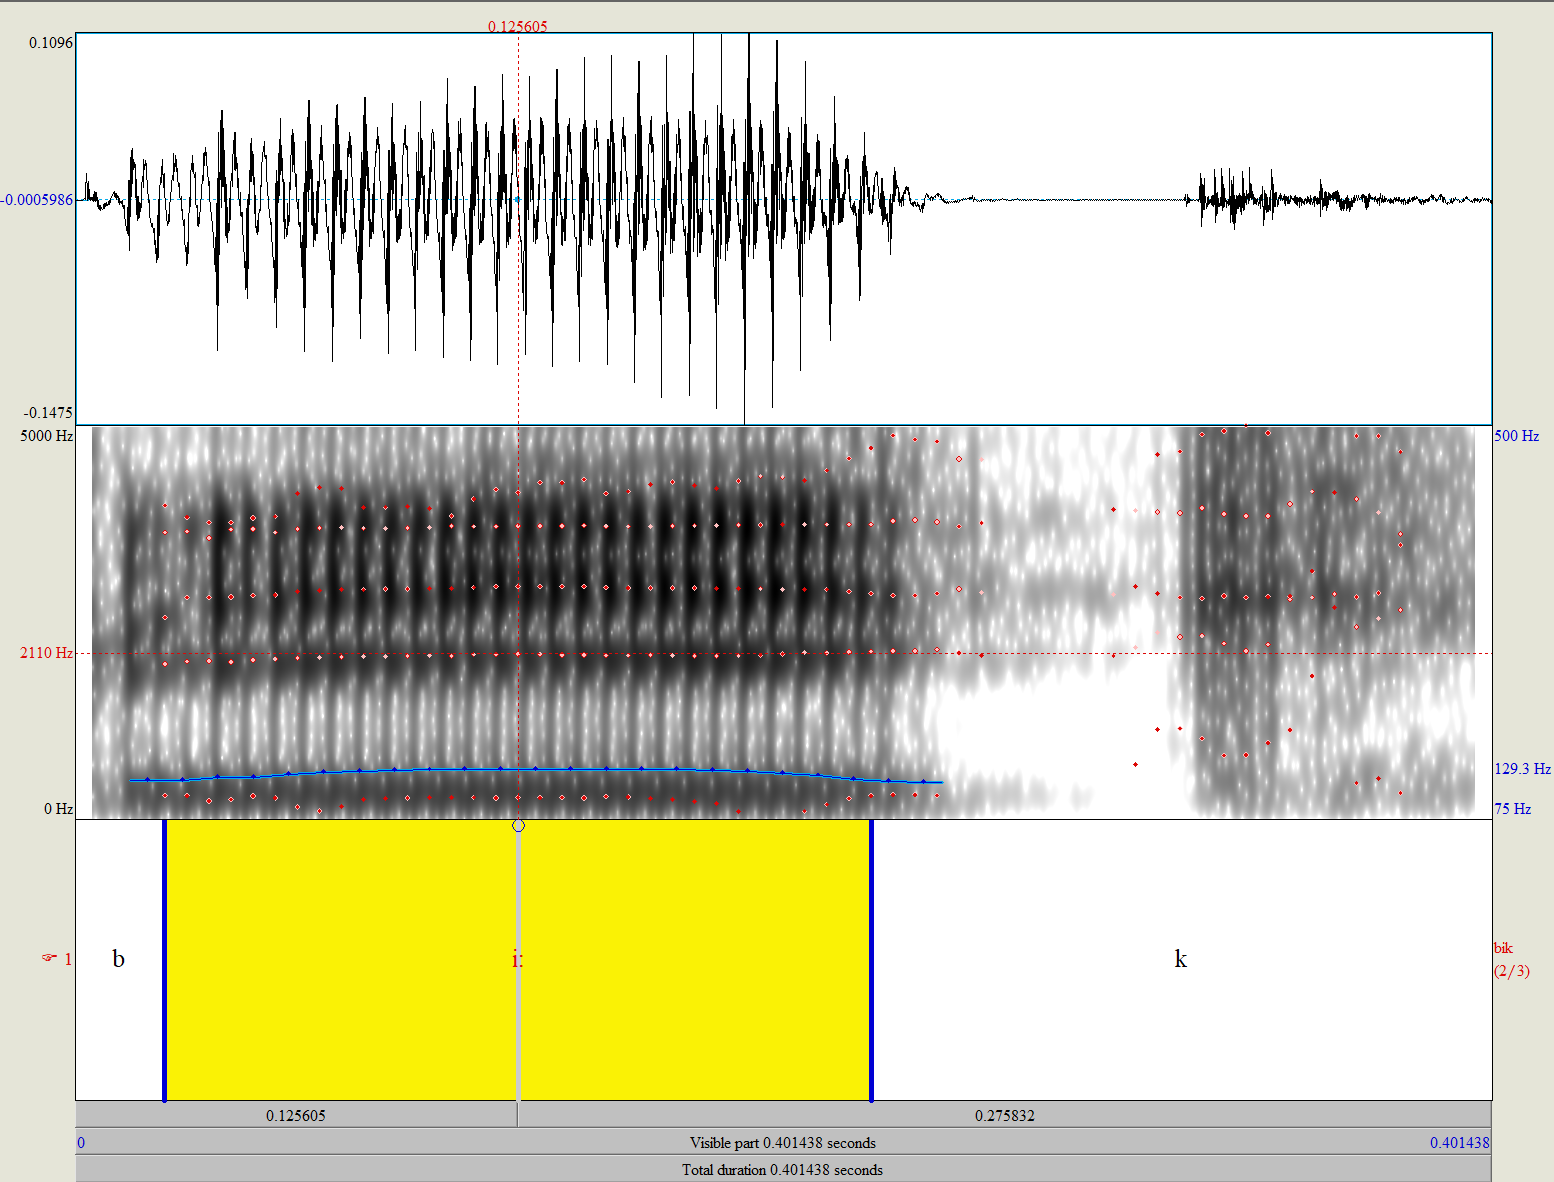 0.125605
0.1096
-0.0005986
-0.1475
5000 Hz
500 Hz
2110 Hz
129.3 Hz
0 Hz
75 Hz
b
i:
k
☞ 1
bik
(2/3)
0.125605
0.275832
0
Visible part 0.401438 seconds
0.401438
Total duration 0.401438 seconds